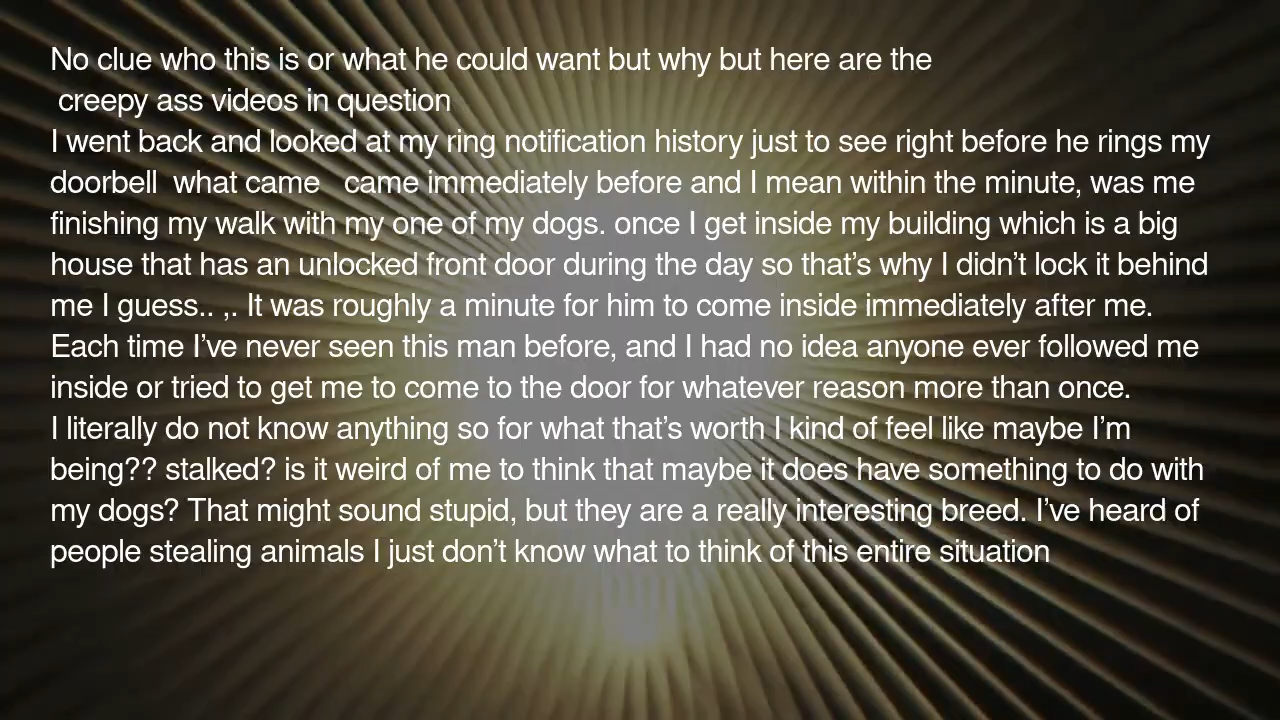 No clue who this is or what he could want but why but here are the
creepy ass videos in question
I went back and looked at my ring notification history just to see right before he rings my
doorbell  what came   came immediately before and I mean within the minute, was me
finishing my walk with my one of my dogs. once I get inside my building which is a big
house that has an unlocked front door during the day so that’s why I didn’t lock it behind
me I guess.. ,. It was roughly a minute for him to come inside immediately after me.
Each time I’ve never seen this man before, and I had no idea anyone ever followed me
inside or tried to get me to come to the door for whatever reason more than once.
I literally do not know anything so for what that’s worth I kind of feel like maybe I’m
being?? stalked? is it weird of me to think that maybe it does have something to do with
my dogs? That might sound stupid, but they are a really interesting breed. I’ve heard of
people stealing animals I just don’t know what to think of this entire situation